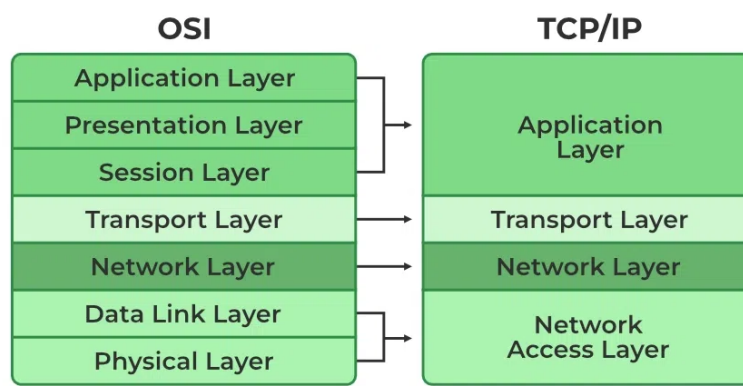 OSI
TCP/IP
Application Layer
Presentation Layer
Session Layer
Transport Layer
Network Layer
Data Link Layer
Physical Layer
Application
Layer
Transport Layer
Network Layer
Network
Access Layer